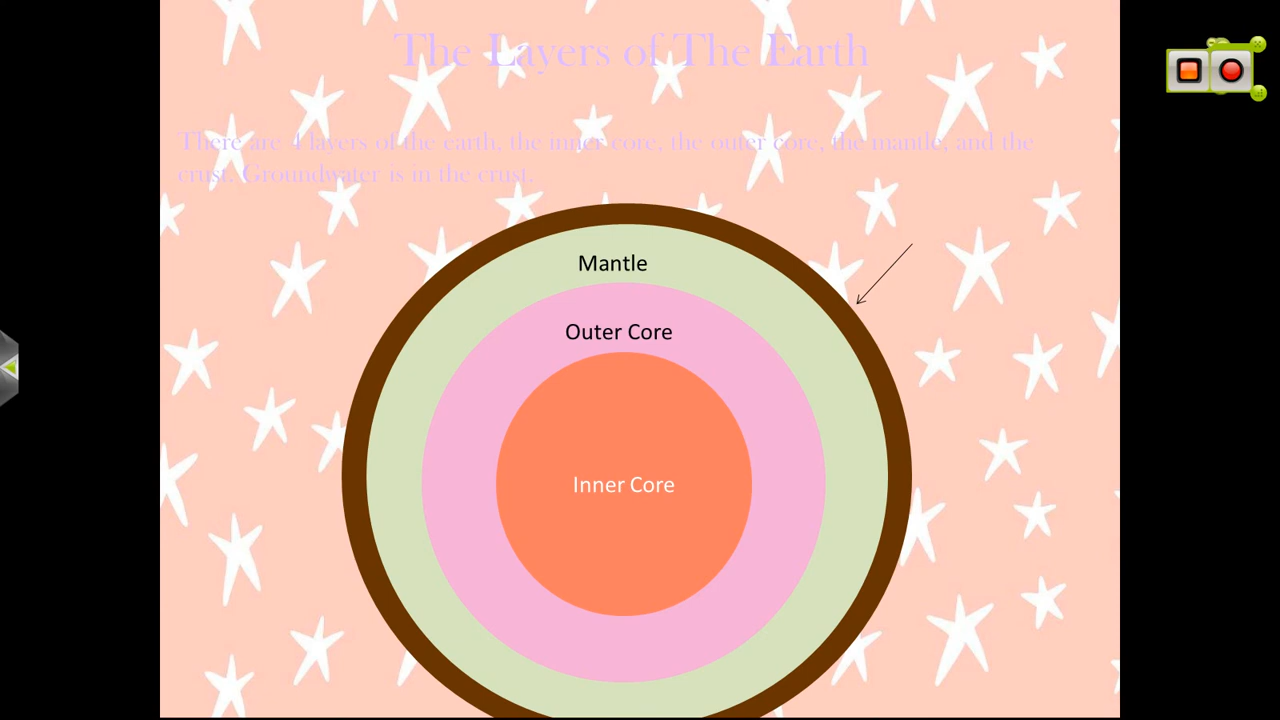 The Layers of The Earth
There are 4 layers of the earth, the inner core, the outer core, the mantle, and the
crust. Groundwater is in the crust.
Mantle
Outer Core
Inner Core